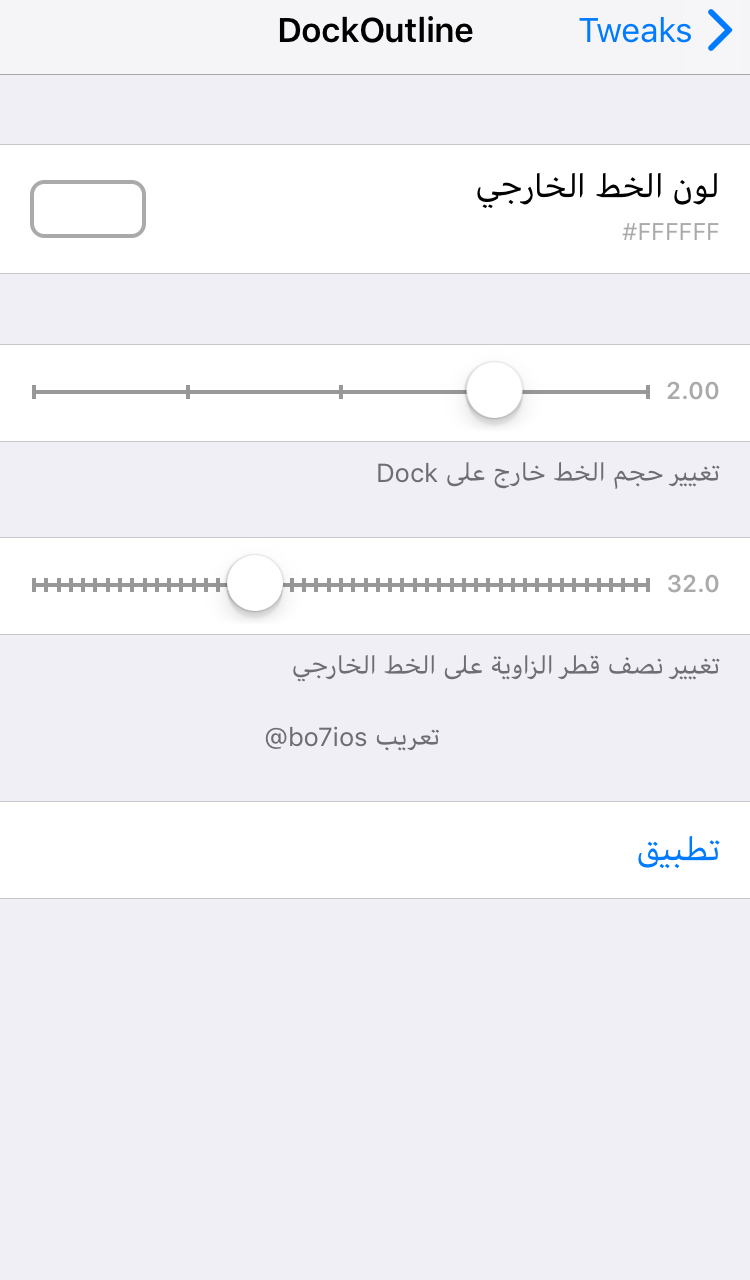 DockOutline
Tweaks
لون الخط الخارجي
#FFFFFF
2.00
تغيير حجم الخط خارج على Dock
32.0
تغيير نصف قطر الزاوية على الخط الخارجي
تعريب @bo7ios
تطبيق